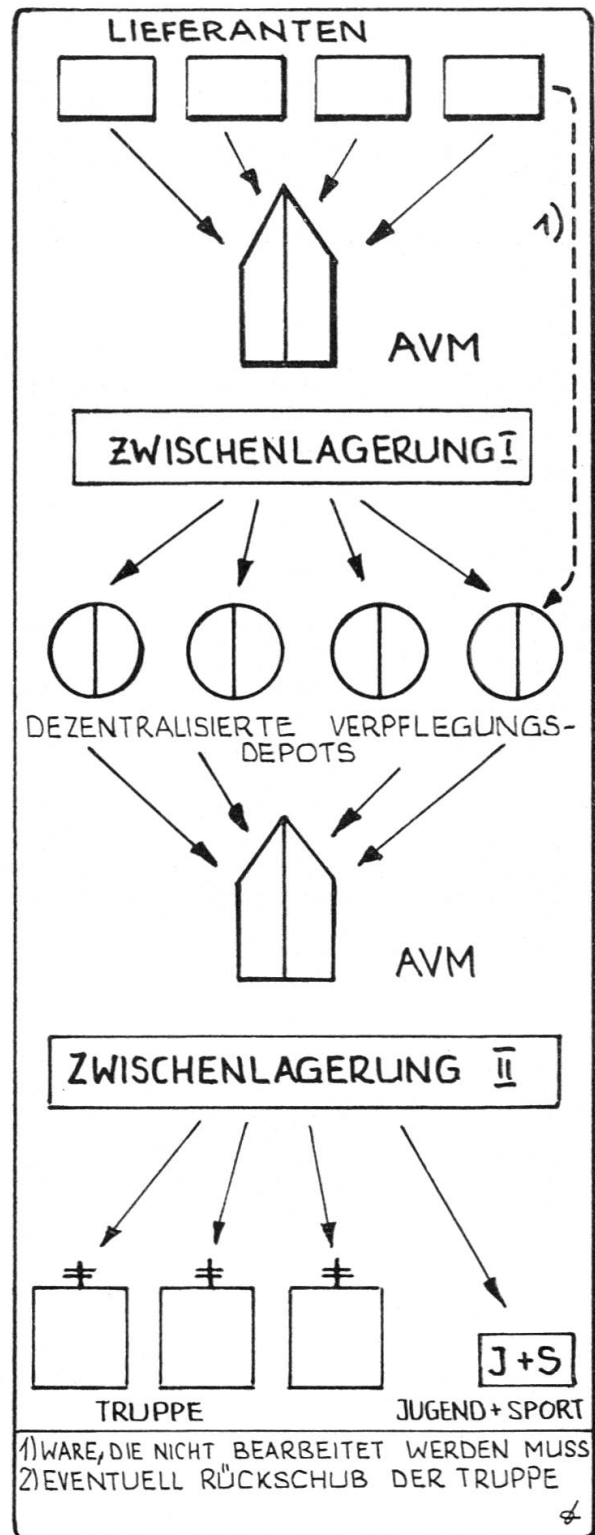 LIEFERANTEN
1)
AVM
ZWISCHENLAGERUNG I
DEZENTRALISIERTE VERPFLEGUNGS-
DEPOTS
AVM
ZWISCHENLAGERUNG II
J+S
TRUPPE JUGEND+SPORT
1) WARE, DIE NICHT BEARBEITET WERDEN MUSS
2) EVENTUELL RÜCKSCHUB DER TRUPPE